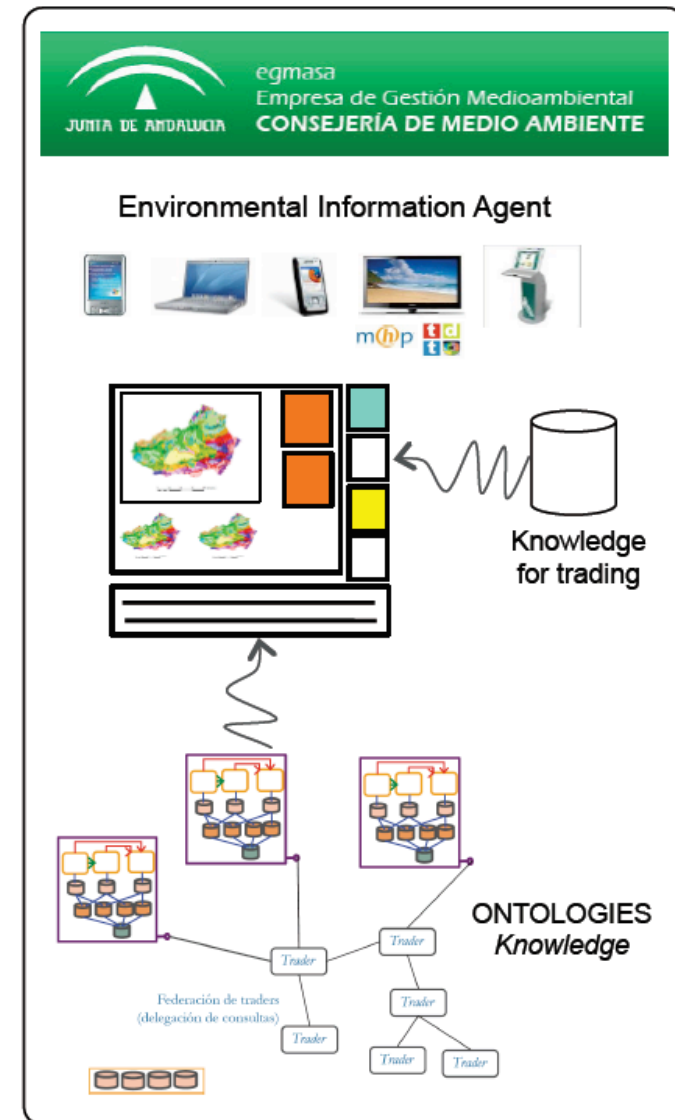 JUNTA DE ANDALUCIA
egmasa
Empresa de Gestión Medioambiental
CONSEJERÍA DE MEDIO AMBIENTE
Environmental Information Agent
mhp
td
t
Knowledge
for trading
ONTOLOGIES
Knowledge
Trader
Trader
Trader
Federación de traders
(delegación de consultas)
Trader
Trader
Trader